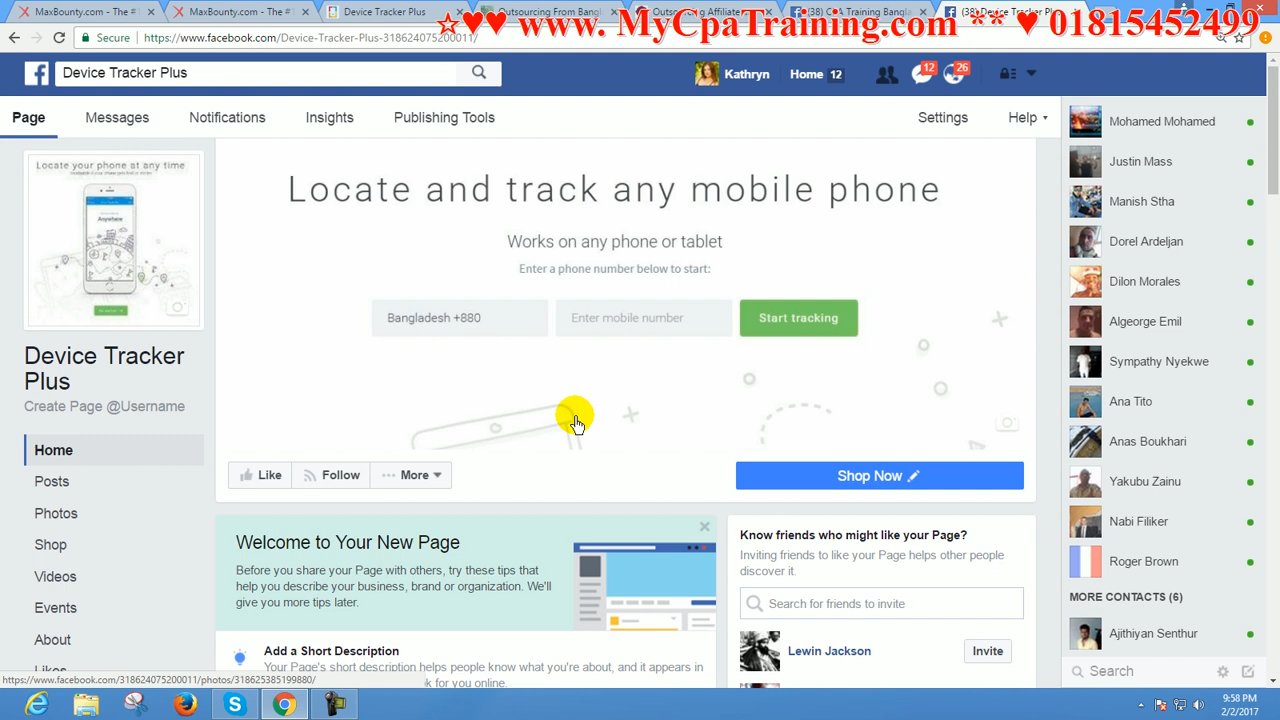 MaxBounty.com - The #1
MaxBounty.com - The #1
Device Tracker Plus
Outsourcing From Bangl
Outsourcing Affiliate
(38) CPA Training Bangla
(38) Device Tracker Plus
☆♥♥ www. MyCpaTraining.com ** ♥ 01815452499
Secure
https://www.facebook.com/Device-Tracker-Plus-318624075200011/
Device Tracker Plus
Kathryn
Home 12
12
26
Page
Messages
Notifications
Insights
Publishing Tools
Settings
Help
Locate your phone at any time
Anywhere
Locate and track any mobile phone
Works on any phone or tablet
Enter a phone number below to start:
Bangladesh +880
Enter mobile number
Start tracking
Device Tracker
Plus
Create Page @Username
Home
Posts
Photos
Shop
Videos
Events
About
Likes
Like
Follow
More
Shop Now
Welcome to Your New Page
Before you share your Page with others, try these tips that
help you describe your business, brand or organization. We'll
give you more tips later.
Add a Short Description
Your Page's short description helps people know what you're about, and it appears in
k for you online.
Know friends who might like your Page?
Inviting friends to like your Page helps other people
discover it.
Search for friends to invite
Lewin Jackson
Invite
Mohamed Mohamed
Justin Mass
Manish Stha
Dorel Ardeljan
Dilon Morales
Algeorge Emil
Sympathy Nyekwe
Ana Tito
Anas Boukhari
Yakubu Zainu
Nabi Filiker
Roger Brown
MORE CONTACTS (6)
Ajithiyan Senthur
Search
https://www.facebook.com/318624075200011/photos/318625385199880/
9:58 PM
2/2/2017